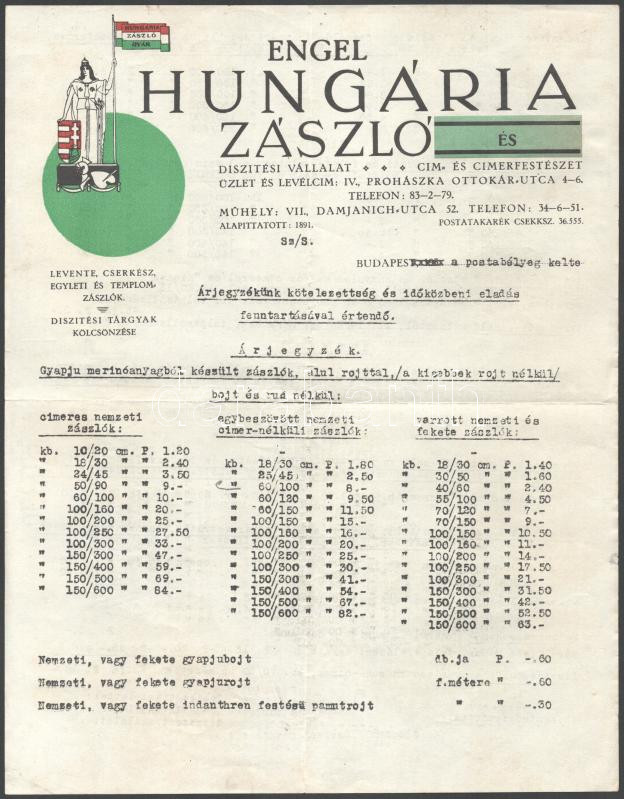 HUNGÁRIA
ZÁSZLÓ
GYÁR
ENGEL
HUNGÁRIA
ZÁSZLÓ
ÉS
DISZITÉSI VÁLLALAT CIM- ÉS CIMERFESTÉSZET
ÜZLET ÉS LEVÉLCIM: IV., PROHÁSZKA OTTOKÁR-UTCA 4-6.
TELEFON: 83-2-79.
MŰHELY: VII., DAMJANICH-UTCA 52. TELEFON: 34-6-51.
ALAPITTATOTT: 1891. POSTATAKARÉK CSEKKSZ. 36.555.
Sz/S.
BUDAPEST, a postabélyeg kelte
LEVENTE, CSERKÉSZ,
EGYLETI ÉS TEMPLOM-
ZÁSZLÓK.
DISZITÉSI TÁRGYAK
KÖLCSÖNZÉSE
Árjegyzékünk kötelezettség és időközbeni eladás
fenntartásával értendő.
Árjegyzék.
Gyapju merinóanyagból készült zászlók, alul rojttal,/a kisebbek rojt nélkül/
bojt és rud nélkül:
cimeres nemzeti
zászlók:
kb. 10/20 cm. P. 1.20
" 18/30 " " 2.40
" 24/45 " " 3.50
" 50/90 " " 9.-
" 60/100 " " 10.-
" 100/160 " " 20.-
" 100/200 " " 25.-
" 100/250 " " 27.50
" 100/300 " " 33.-
" 150/300 " " 47.-
" 150/400 " " 59.-
" 150/500 " " 69.-
" 150/600 " " 84.-
egybeszövött nemzeti
cimer-nélküli zászlók:
kb. 18/30 cm. P. 1.80
" 25/45 " " 2.50
" 60/100 " " 8.-
" 60/120 " " 9.50
" 60/150 " " 11.50
" 100/150 " " 15.-
" 100/160 " " 16.-
" 100/200 " " 20.-
" 100/250 " " 25.-
" 100/300 " " 30.-
" 150/300 " " 41.-
" 150/400 " " 54.-
" 150/500 " " 67.-
" 150/600 " " 82.-
varrott nemzeti és
fekete zászlók:
kb. 18/30 cm. P. 1.40
" 30/50 " " 1.60
" 40/60 " " 2.40
" 55/100 " " 4.50
" 70/120 " " 7.-
" 70/150 " " 9.-
" 100/150 " " 10.50
" 100/160 " " 11.-
" 100/200 " " 14.-
" 100/250 " " 17.50
" 100/300 " " 21.-
" 150/300 " " 31.50
" 150/400 " " 42.-
" 150/500 " " 52.50
" 150/600 " " 63.-
Nemzeti, vagy fekete gyapjubojt db.ja P. -.60
Nemzeti, vagy fekete gyapjurojt f.métere " -.60
Nemzeti, vagy fekete indanthren festésü pamutrojt " " -.30